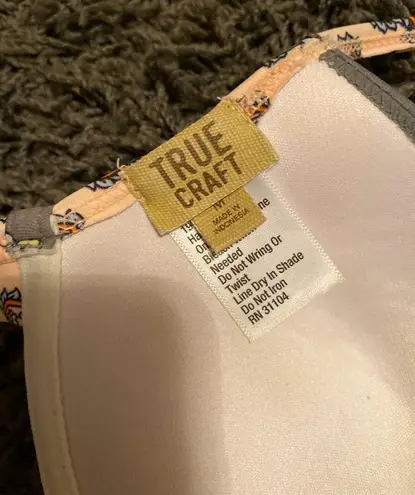 TRUE
CRAFT
MADE IN
INDONESIA
Needed
Do Not Wring Or
Twist
Line Dry In Shade
Do Not Iron
RN 31104